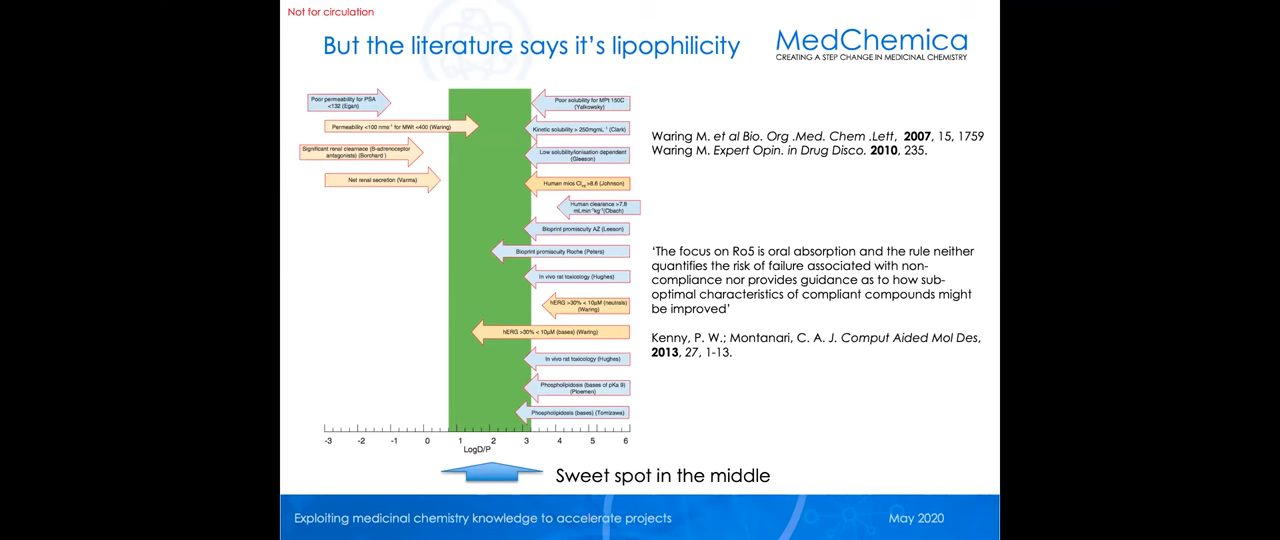 Not for circulation
But the literature says it's lipophilicity
MedChemica
CREATING A STEP CHANGE IN MEDICINAL CHEMISTRY
Poor permeability for PSA
<132 (Egan)
Permeability <100 nms⁻¹ for MWt <400 (Waring)
Significant renal clearnace (B-adrenoceptor
antagonists) (Borchard )
Net renal secretion (Varma)
Poor solubility for MPt 150C
(Yalkowsky)
Kinetic solubility > 250mgmL⁻¹ (Clark)
Low solubility/ionisation dependent
(Gleeson)
Human mics Cl >8.6 (Johnson)
Human clearance >7.8
mL.min⁻¹kg⁻¹(Obach)
Bioprint promiscuity AZ (Leeson)
Bioprint promiscuity Roche (Peters)
In vivo rat toxicology (Hughes)
hERG >30% < 10µM (neutrals)
(Waring)
hERG >30% < 10µM (bases) (Waring)
In vivo rat toxicology (Hughes)
Phospholipidosis (bases of pKa 9)
(Ploemen)
Phospholipidosis (bases) (Tomizawa)
-3 -2 -1 0 1 2 3 4 5 6
LogD/P
Sweet spot in the middle
Waring M. et al Bio. Org .Med. Chem .Lett, 2007, 15, 1759
Waring M. Expert Opin. in Drug Disco. 2010, 235.
'The focus on Ro5 is oral absorption and the rule neither
quantifies the risk of failure associated with non-
compliance nor provides guidance as to how sub-
optimal characteristics of compliant compounds might
be improved'
Kenny, P. W.; Montanari, C. A. J. Comput Aided Mol Des,
2013, 27, 1-13.
Exploiting medicinal chemistry knowledge to accelerate projects
May 2020